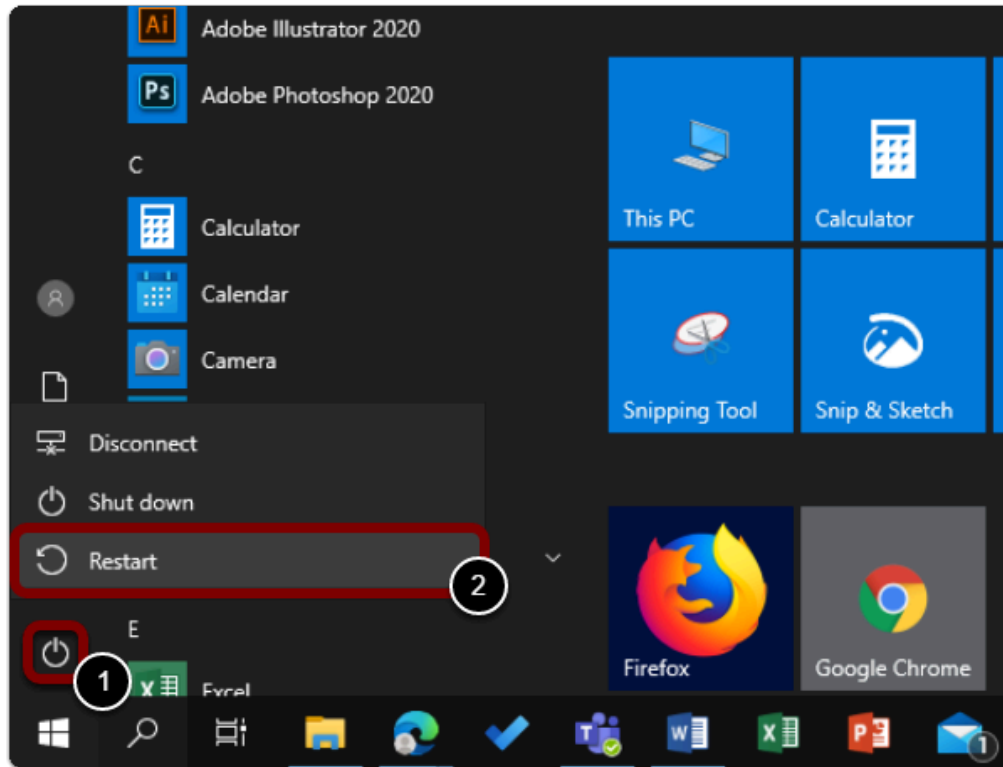 Adobe Illustrator 2020
Adobe Photoshop 2020
C
Calculator
Calendar
Camera
Disconnect
Shut down
Restart
2
E
1
Excel
This PC
Calculator
Snipping Tool
Snip & Sketch
Firefox
Google Chrome
1